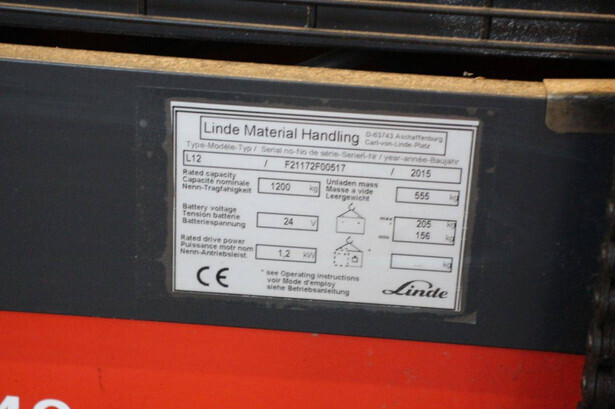 Linde Material Handling
D-63743 Aschaffenburg
Carl-von-Linde-Platz
Type-Modèle-Typ / Serial no-No de série-Serien-Nr / year-année-Baujahr
L12 / F21172F00517 / 2015
Rated capacity
Capacité nominale
Nenn-Tragfähigkeit
1200 kg
Unladen mass
Masse a vide
Leergewicht
555 kg
Battery voltage
Tension batterie
Batteriespannung
24 V
max 205 kg
min 156 kg
Rated drive power
Puissance motr nom
Nenn-Antriebsleist.
1,2 kW
kg
CE
* see Operating instructions
voir Mode d'employ
siehe Betriebsanleitung
Linde